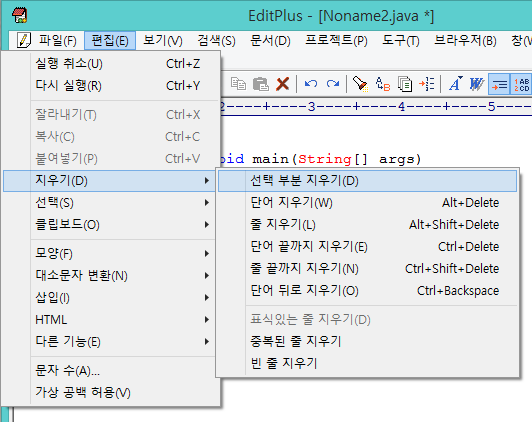 EditPlus - [Noname2.java *]
파일(F) 편집(E) 보기(V) 검색(S) 문서(D) 프로젝트(P) 도구(T) 브라우저(B) 창(
실행 취소(U) Ctrl+Z
다시 실행(R) Ctrl+Y
잘라내기(T) Ctrl+X
복사(C) Ctrl+C
붙여넣기(P) Ctrl+V
지우기(D)
선택(S)
클립보드(O)
모양(F)
대소문자 변환(N)
삽입(I)
HTML
다른 기능(E)
문자 수(A)...
가상 공백 허용(V)
2----+----3----+----4----+----5----
oid main(String[] args)
선택 부분 지우기(D)
단어 지우기(W) Alt+Delete
줄 지우기(L) Alt+Shift+Delete
단어 끝까지 지우기(E) Ctrl+Delete
줄 끝까지 지우기(N) Ctrl+Shift+Delete
단어 뒤로 지우기(O) Ctrl+Backspace
표식있는 줄 지우기(D)
중복된 줄 지우기
빈 줄 지우기